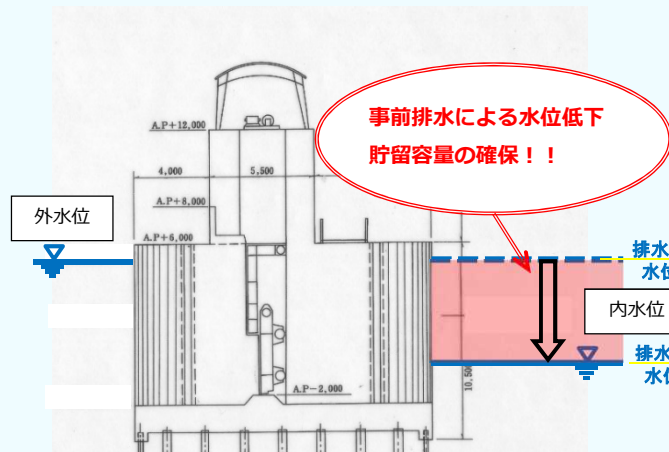 事前排水による水位低下
貯留容量の確保！！
A.P+12,000
4,000
5,500
A.P+8,000
外水位
A.P+6,000
排水
水位
内水位
排水
水位
A.P-2,000
10,500